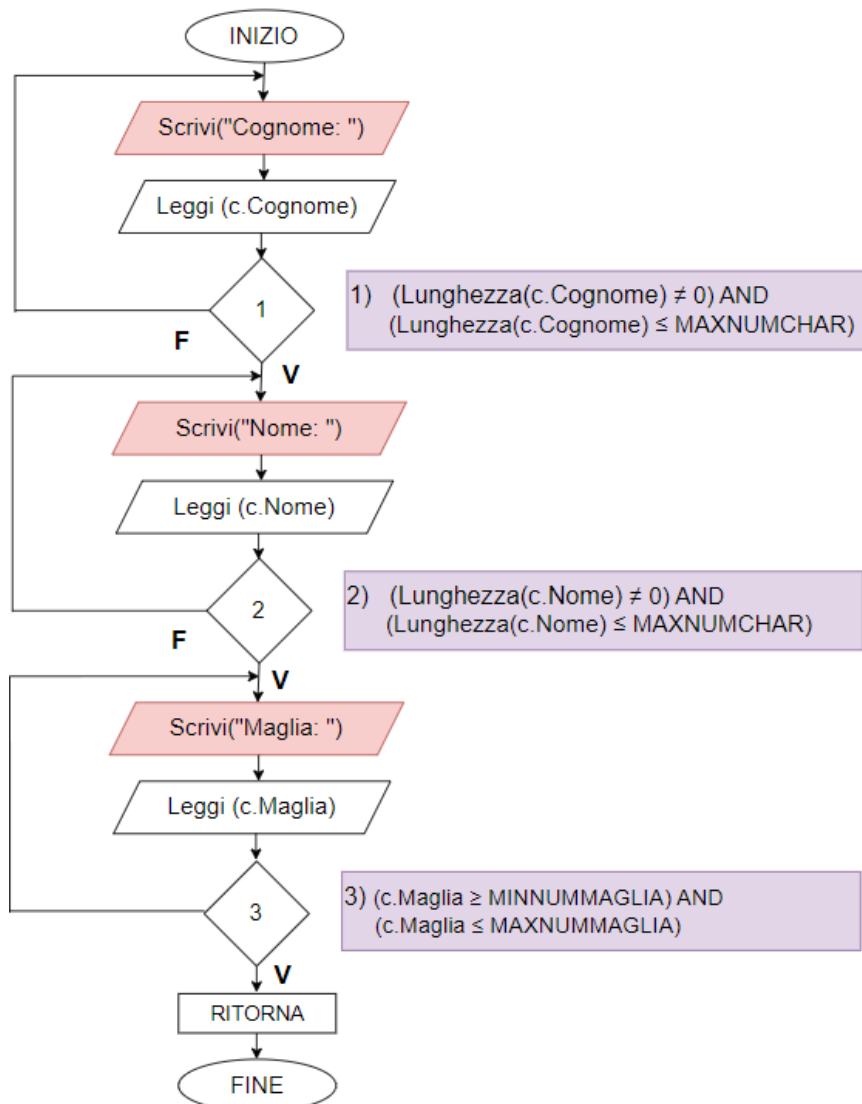 INIZIO
Scrivi("Cognome: ")
Leggi (c.Cognome)
1
1) (Lunghezza(c.Cognome) ≠ 0) AND
(Lunghezza(c.Cognome) ≤ MAXNUMCHAR)
F
V
Scrivi("Nome: ")
Leggi (c.Nome)
2
2) (Lunghezza(c.Nome) ≠ 0) AND
(Lunghezza(c.Nome) ≤ MAXNUMCHAR)
F
V
Scrivi("Maglia: ")
Leggi (c.Maglia)
3
3) (c.Maglia ≥ MINNUMMAGLIA) AND
(c.Maglia ≤ MAXNUMMAGLIA)
V
RITORNA
FINE